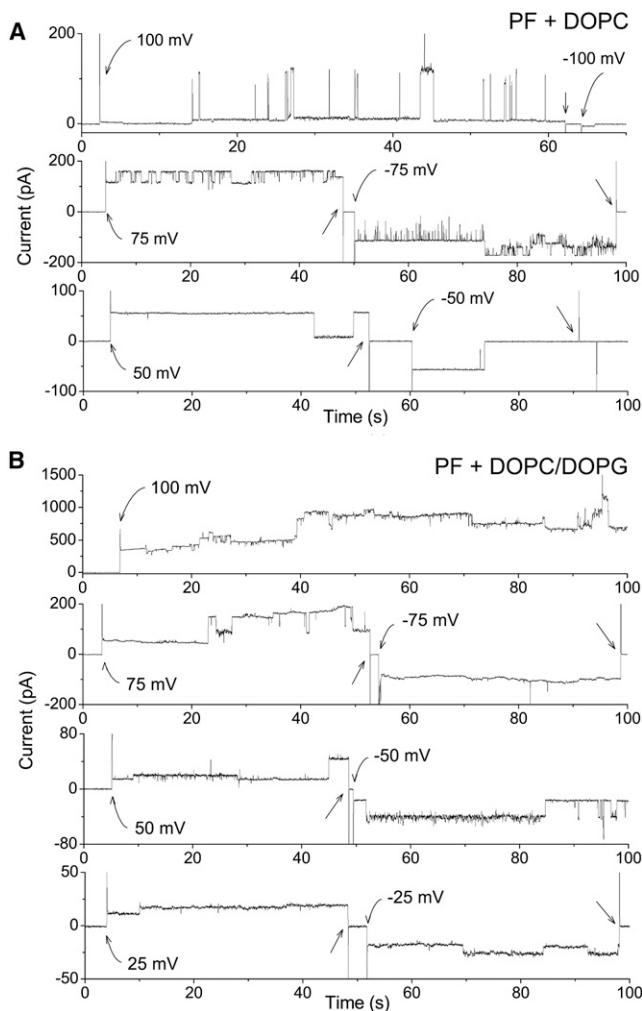 A
PF + DOPC
200
100 mV
-100 mV
100
0
0 20 40 60
200
-75 mV
0
75 mV
-200
0 20 40 60 80 100
100
-50 mV
0
50 mV
-100
0 20 40 60 80 100
Current (pA)
Time (s)
B
PF + DOPC/DOPG
1500
100 mV
1000
500
0
0 20 40 60 80 100
200
-75 mV
0
75 mV
-200
0 20 40 60 80 100
80
-50 mV
0
50 mV
-80
0 20 40 60 80 100
50
-25 mV
0
25 mV
-50
0 20 40 60 80 100
Current (pA)
Time (s)